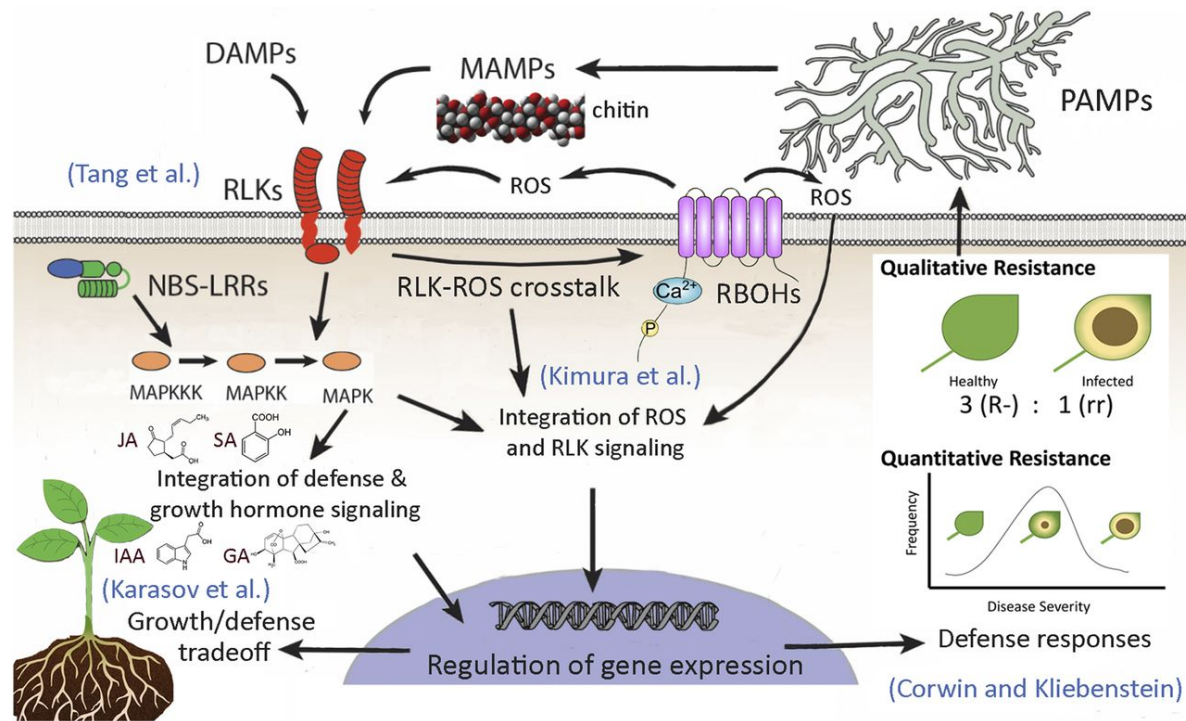 DAMPs
MAMPs
chitin
PAMPs
(Tang et al.)
RLKs
ROS
ROS
NBS-LRRs
RLK-ROS crosstalk
Ca2+
RBOHs
P
MAPKKK
MAPKK
MAPK
(Kimura et al.)
Integration of ROS
and RLK signaling
JA
CH3
O
O
OH
SA
COOH
OH
Integration of defense &
growth hormone signaling
IAA
O
OH
GA
(Karasov et al.)
Growth/defense
tradeoff
Regulation of gene expression
Qualitative Resistance
Healthy
Infected
3 (R-) : 1 (rr)
Quantitative Resistance
Frequency
Disease Severity
Defense responses
(Corwin and Kliebenstein)